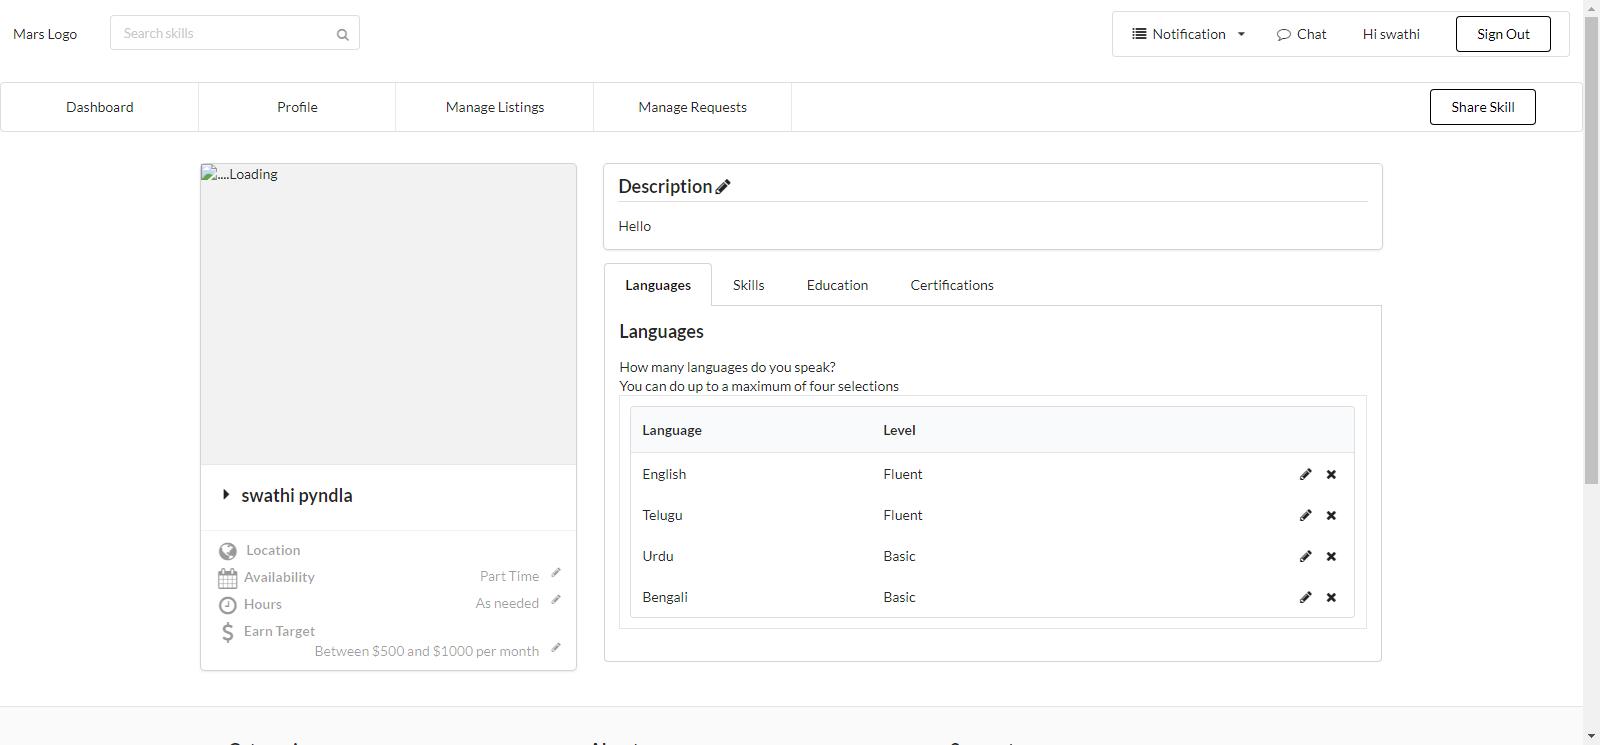 Mars Logo
Search skills
Notification
Chat
Hi swathi
Sign Out
Dashboard
Profile
Manage Listings
Manage Requests
Share Skill
....Loading
swathi pyndla
Location
Availability
Part Time
Hours
As needed
Earn Target
Between $500 and $1000 per month
Description
Hello
Languages
Skills
Education
Certifications
Languages
How many languages do you speak?
You can do up to a maximum of four selections
Language Level
English Fluent
Telugu Fluent
Urdu Basic
Bengali Basic